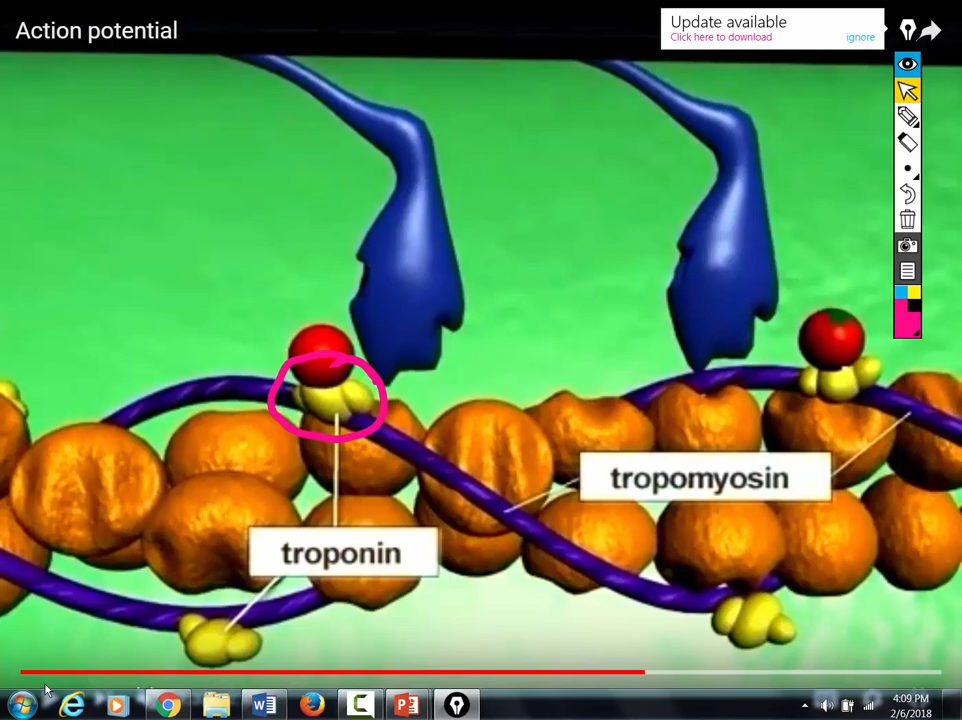 Action potential
Update available
Click here to download
ignore
tropomyosin
troponin
4:09 PM
2/6/2018